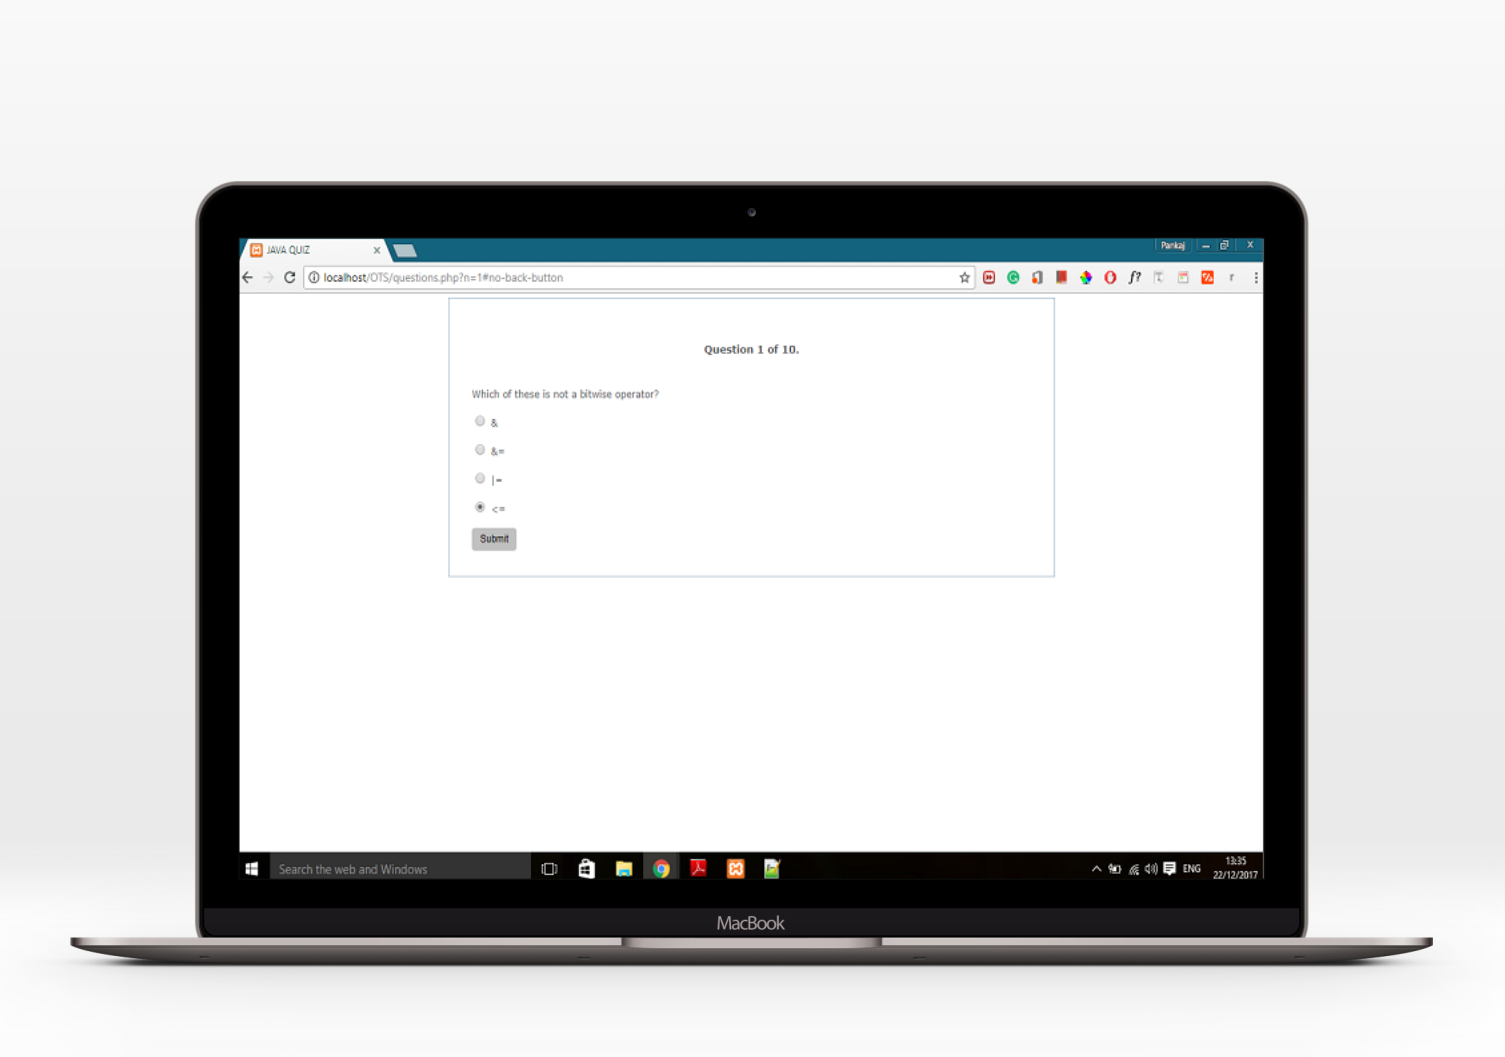 JAVA QUIZ
Pankaj
localhost/OTS/questions.php?n=1#no-back-button
Question 1 of 10.
Which of these is not a bitwise operator?
&
&=
|=
<=
Submit
Search the web and Windows
ENG
13:35
22/12/2017
MacBook